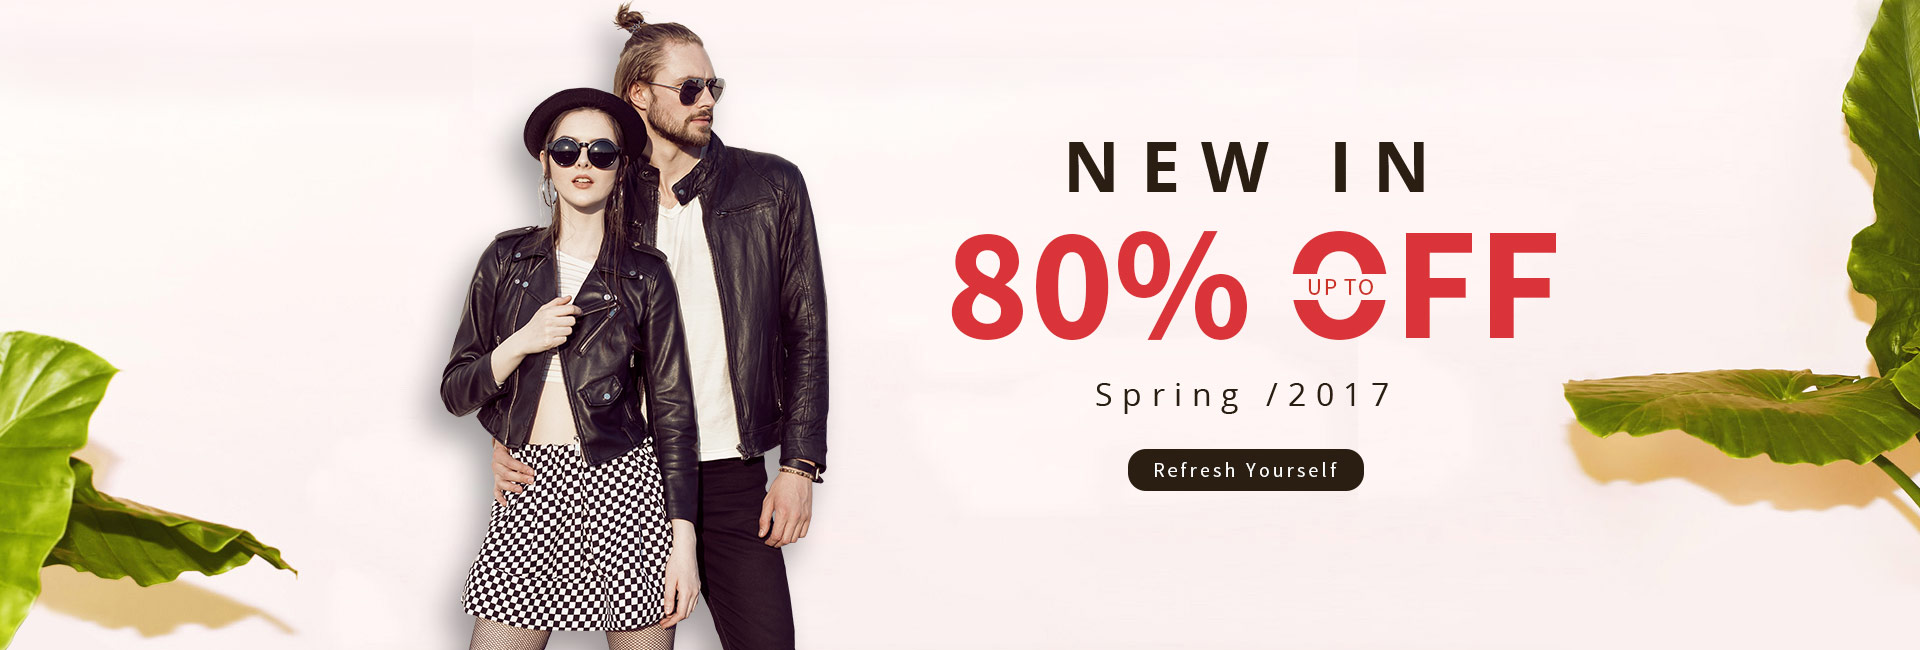 NEW IN
80% OFF
UP TO
Spring /2017
Refresh Yourself